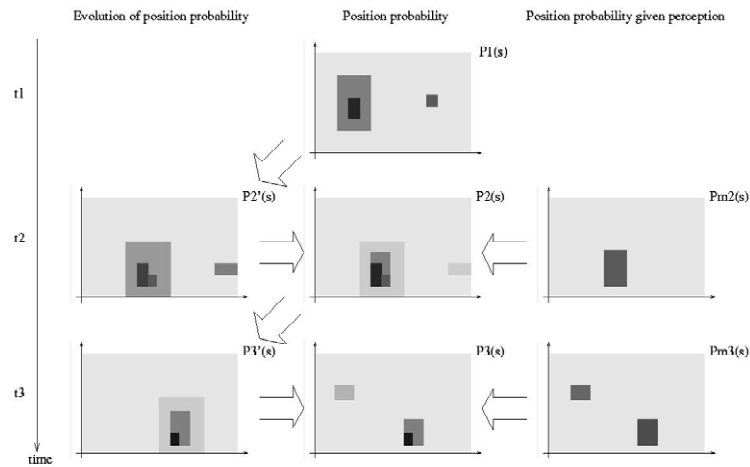 Evolution of position probability
Position probability
Position probability given perception
P1(s)
t1
P2'(s)
P2(s)
Pm2(s)
t2
P3'(s)
P3(s)
Pm3(s)
t3
time